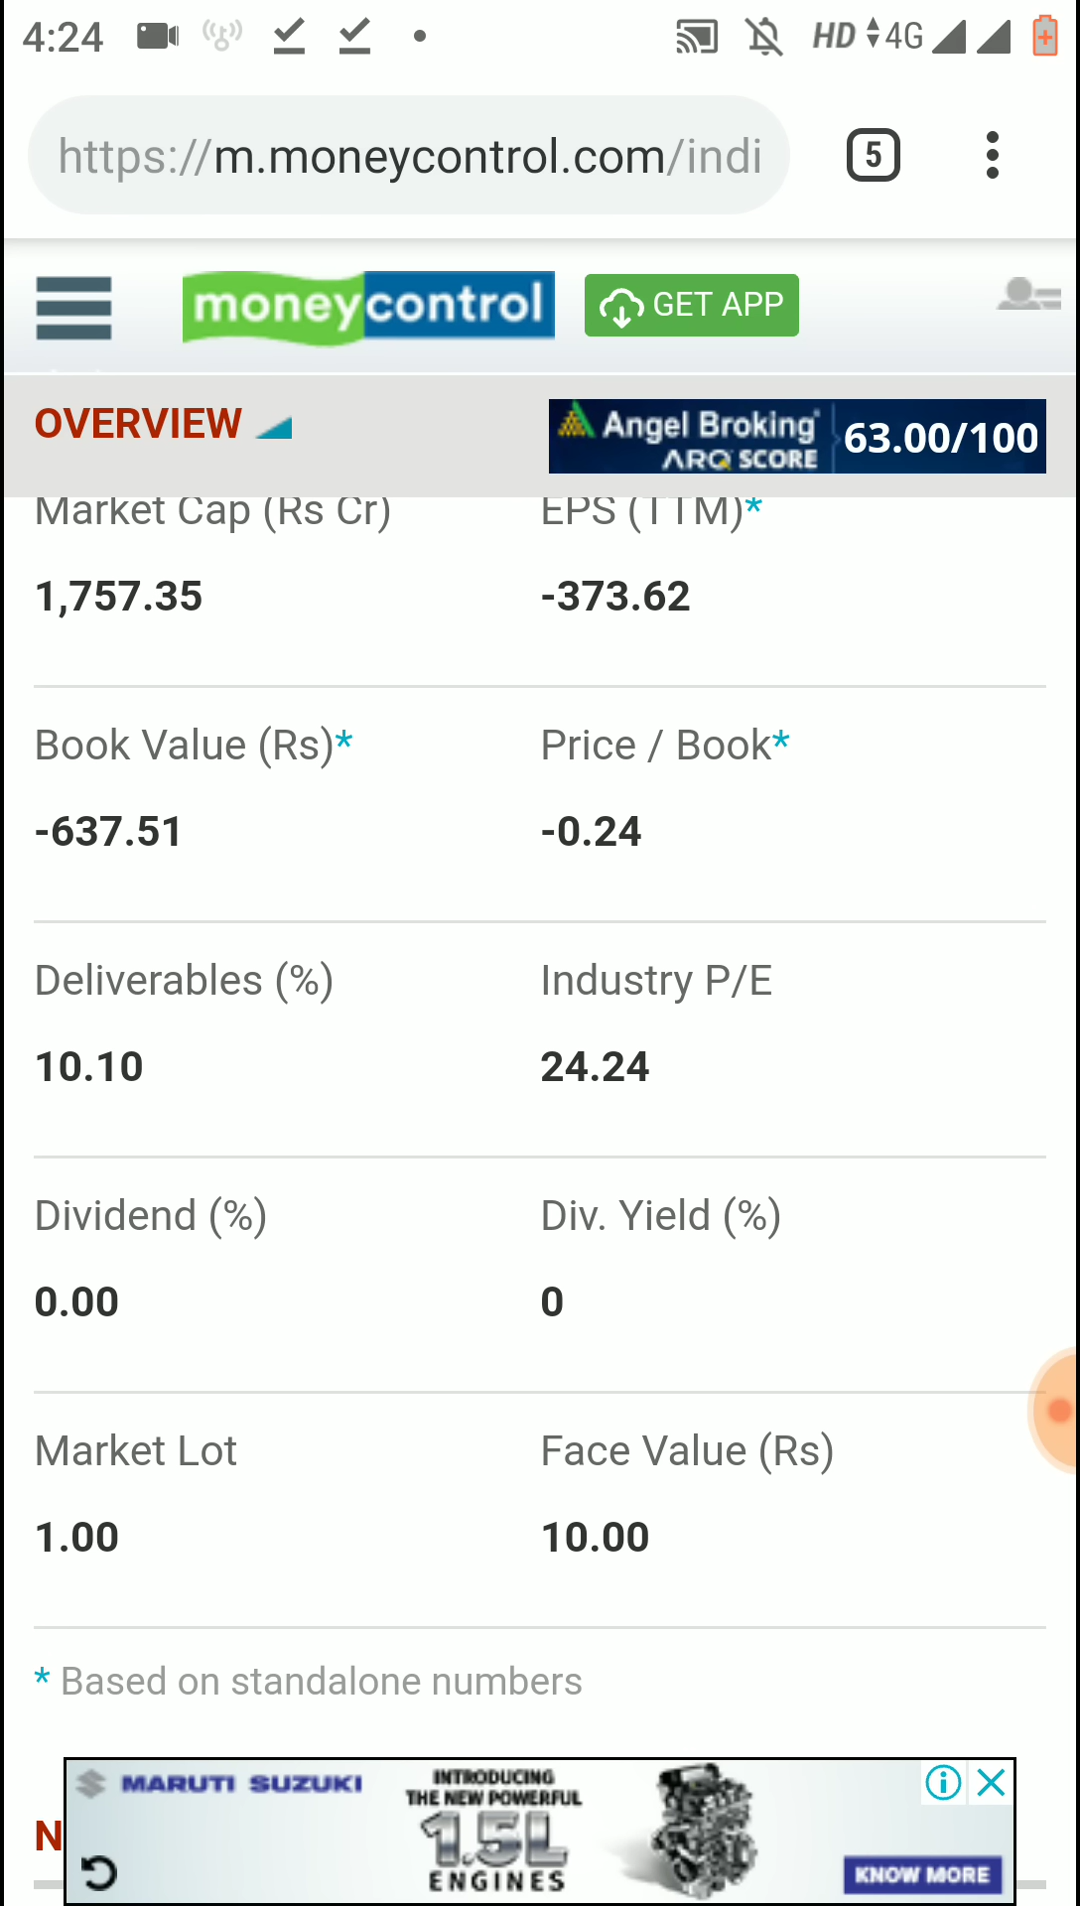 4:24 HD 4G
https://m.moneycontrol.com/indi 5
moneycontrol GET APP
OVERVIEW Angel Broking ARQ SCORE 63.00/100
Market Cap (Rs Cr) EPS (TTM)*
1,757.35 -373.62
Book Value (Rs)* Price / Book*
-637.51 -0.24
Deliverables (%) Industry P/E
10.10 24.24
Dividend (%) Div. Yield (%)
0.00 0
Market Lot Face Value (Rs)
1.00 10.00
* Based on standalone numbers
N
MARUTI SUZUKI
INTRODUCING
THE NEW POWERFUL
1.5L
ENGINES
KNOW MORE